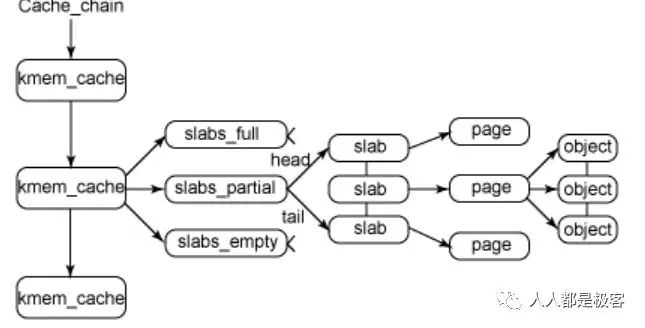 Cache_chain
kmem_cache
slabs_full
head
slab
page
object
kmem_cache
slabs_partial
slab
page
object
tail
slab
object
slabs_empty
page
kmem_cache
人人都是极客